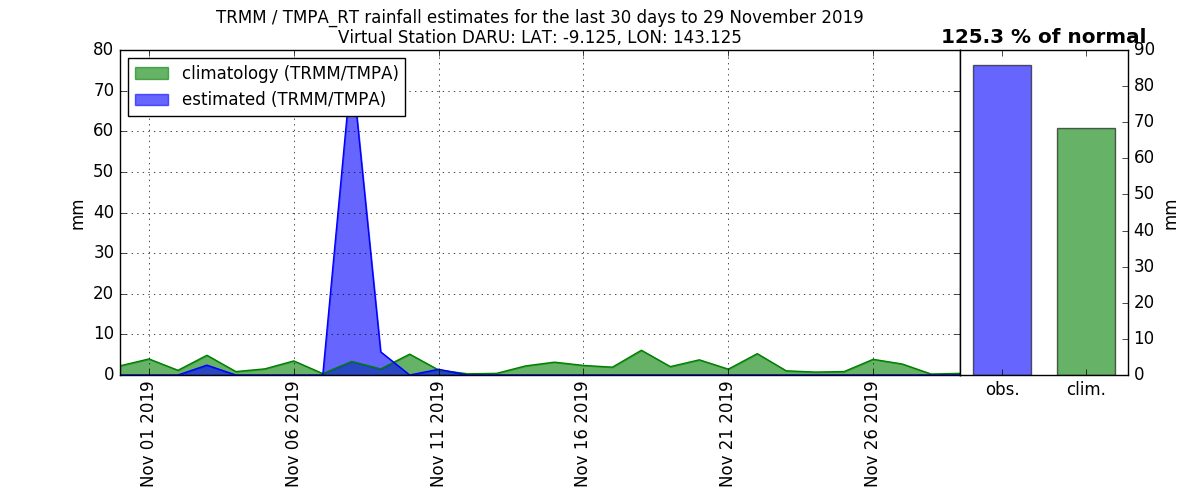 TRMM / TMPA_RT rainfall estimates for the last 30 days to 29 November 2019
Virtual Station DARU: LAT: -9.125, LON: 143.125
125.3 % of normal
climatology (TRMM/TMPA)
estimated (TRMM/TMPA)
mm
80
70
60
50
40
30
20
10
0
Nov 01 2019
Nov 06 2019
Nov 11 2019
Nov 16 2019
Nov 21 2019
Nov 26 2019
90
80
70
60
50
40
30
20
10
0
mm
obs.
clim.